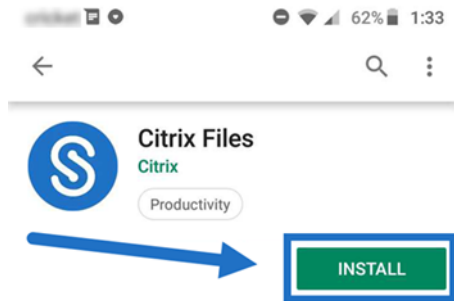 62% 1:33
Citrix Files
Citrix
Productivity
INSTALL